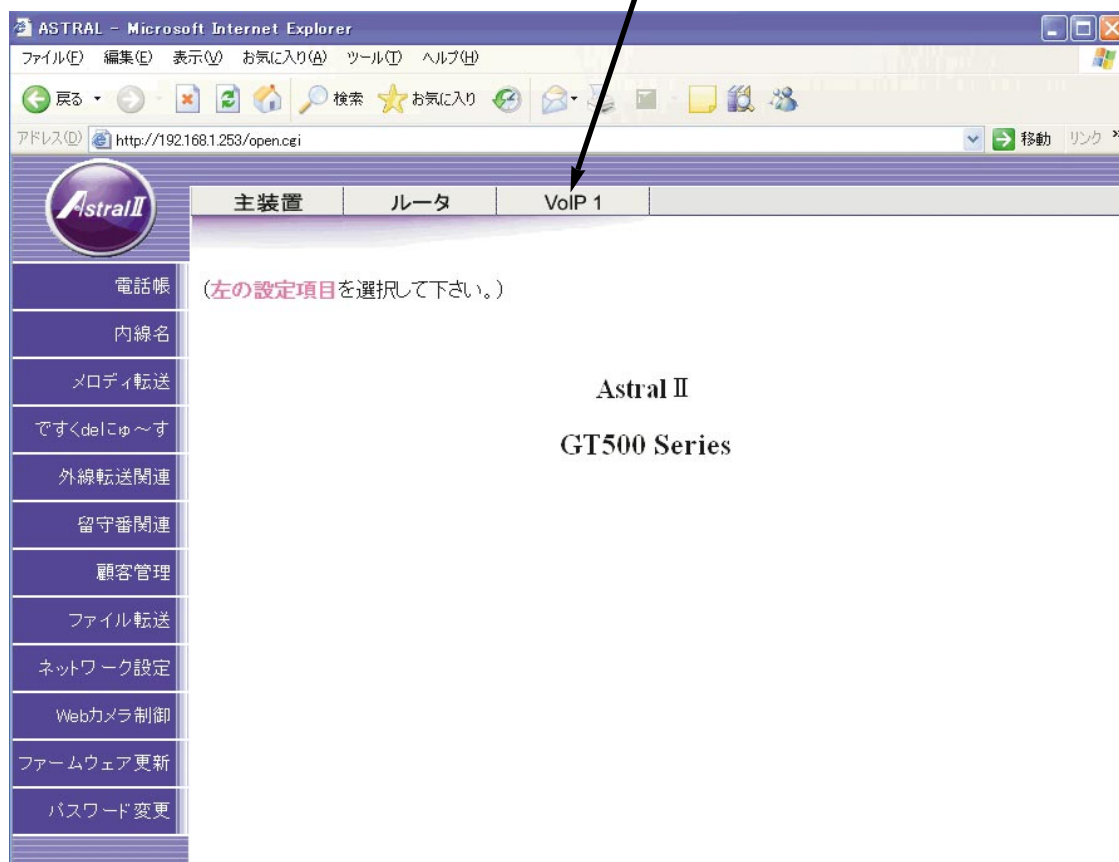 ASTRAL - Microsoft Internet Explorer
ファイル(F) 編集(E) 表示(V) お気に入り(A) ツール(T) ヘルプ(H)
戻る 検索 お気に入り
アドレス(D) http://192.168.1.253/open.cgi 移動 リンク »
AstralⅡ
主装置 ルータ VoIP 1
電話帳
(左の設定項目を選択して下さい。)
内線名
メロディ転送
Astral Ⅱ
ですくdeにゅ～す
GT500 Series
外線転送関連
留守番関連
顧客管理
ファイル転送
ネットワーク設定
Webカメラ制御
ファームウェア更新
パスワード変更